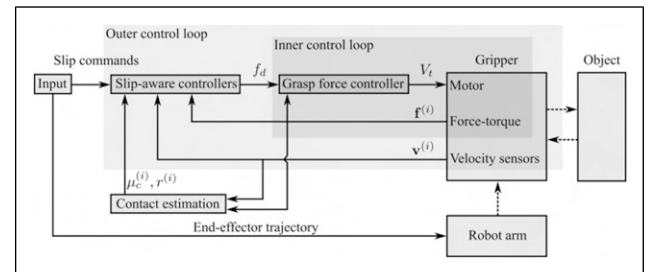 Outer control loop
Inner control loop
Slip commands
Gripper
Object
Input
Slip-aware controllers
f_d
Grasp force controller
V_t
Motor
f^(i)
Force-torque
v^(i)
Velocity sensors
μ_c^(i), r^(i)
Contact estimation
End-effector trajectory
Robot arm